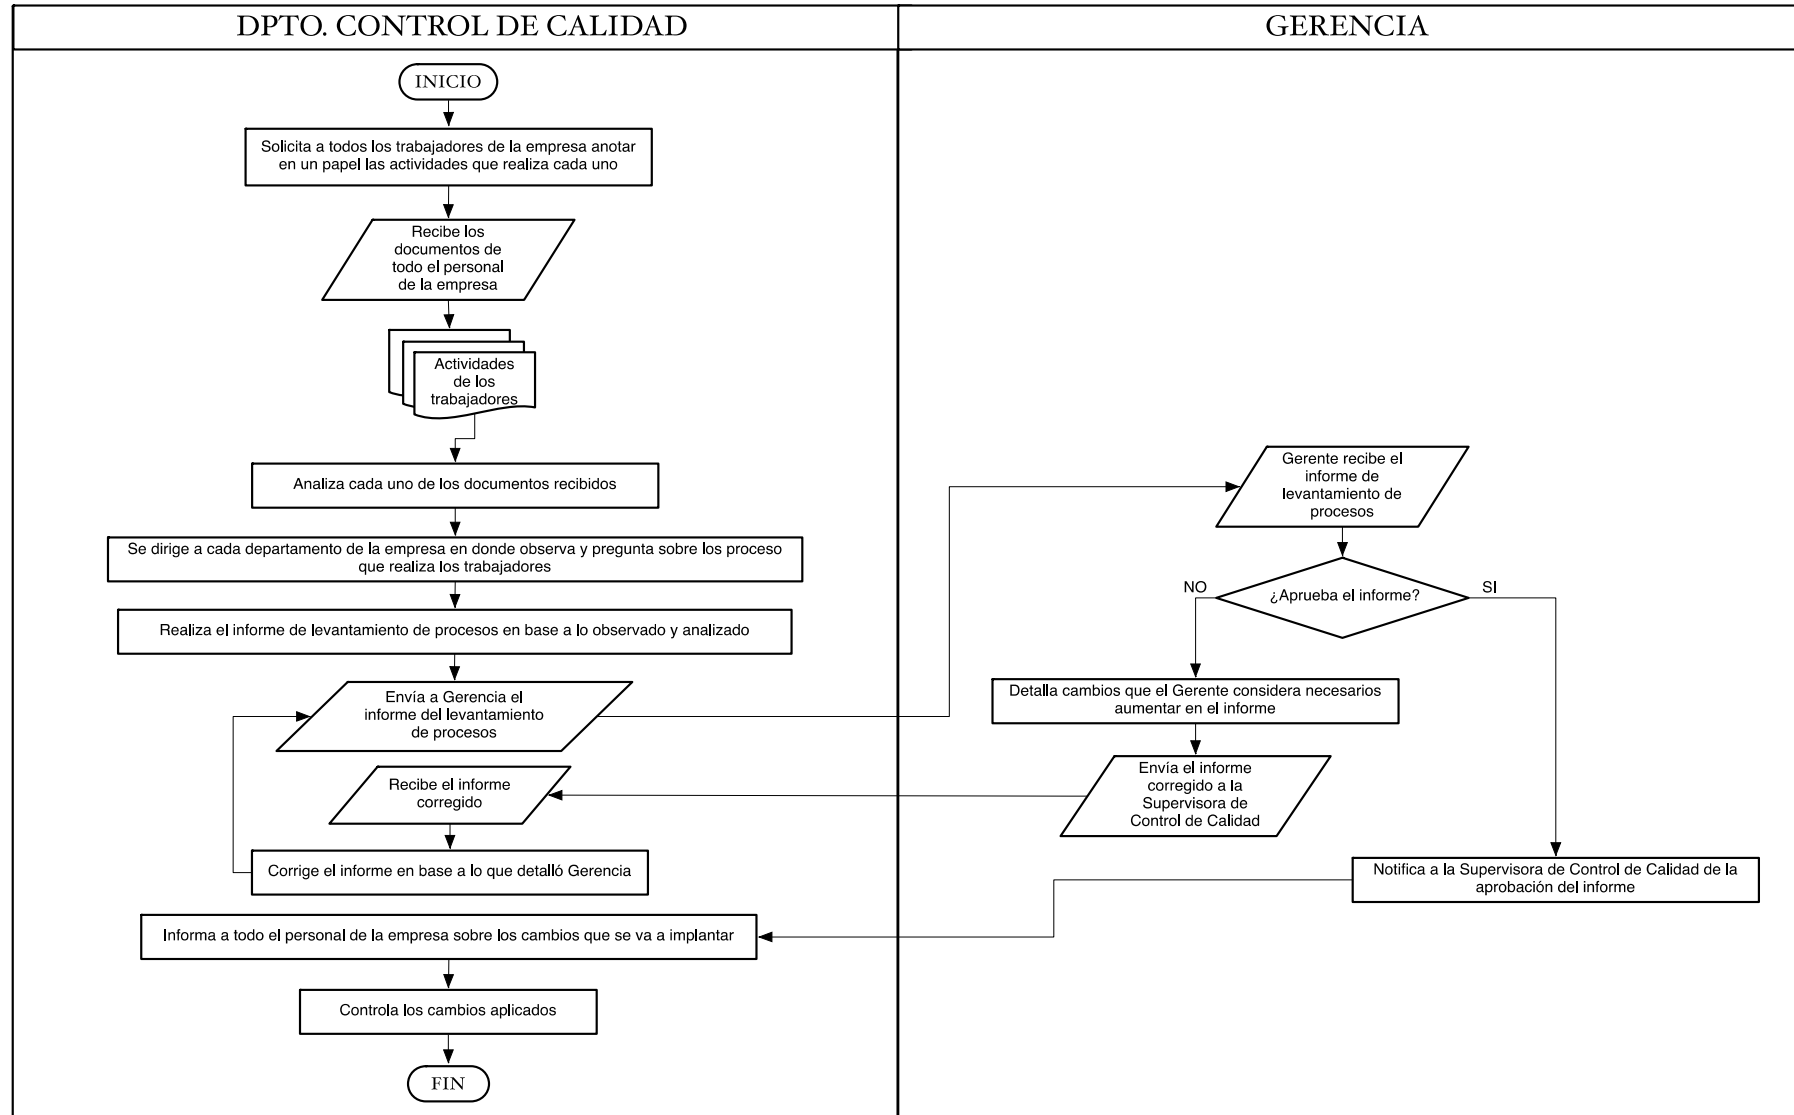 DPTO. CONTROL DE CALIDAD
GERENCIA
INICIO
Solicita a todos los trabajadores de la empresa anotar
en un papel las actividades que realiza cada uno
Recibe los
documentos de
todo el personal
de la empresa
Actividades
de los
trabajadores
Analiza cada uno de los documentos recibidos
Se dirige a cada departamento de la empresa en donde observa y pregunta sobre los proceso
que realiza los trabajadores
Realiza el informe de levantamiento de procesos en base a lo observado y analizado
Envía a Gerencia el
informe del levantamiento
de procesos
Gerente recibe el
informe de
levantamiento de
procesos
¿Aprueba el informe?
NO
SI
Detalla cambios que el Gerente considera necesarios
aumentar en el informe
Envía el informe
corregido a la
Supervisora de
Control de Calidad
Recibe el informe
corregido
Corrige el informe en base a lo que detalló Gerencia
Notifica a la Supervisora de Control de Calidad de la
aprobación del informe
Informa a todo el personal de la empresa sobre los cambios que se va a implantar
Controla los cambios aplicados
FIN